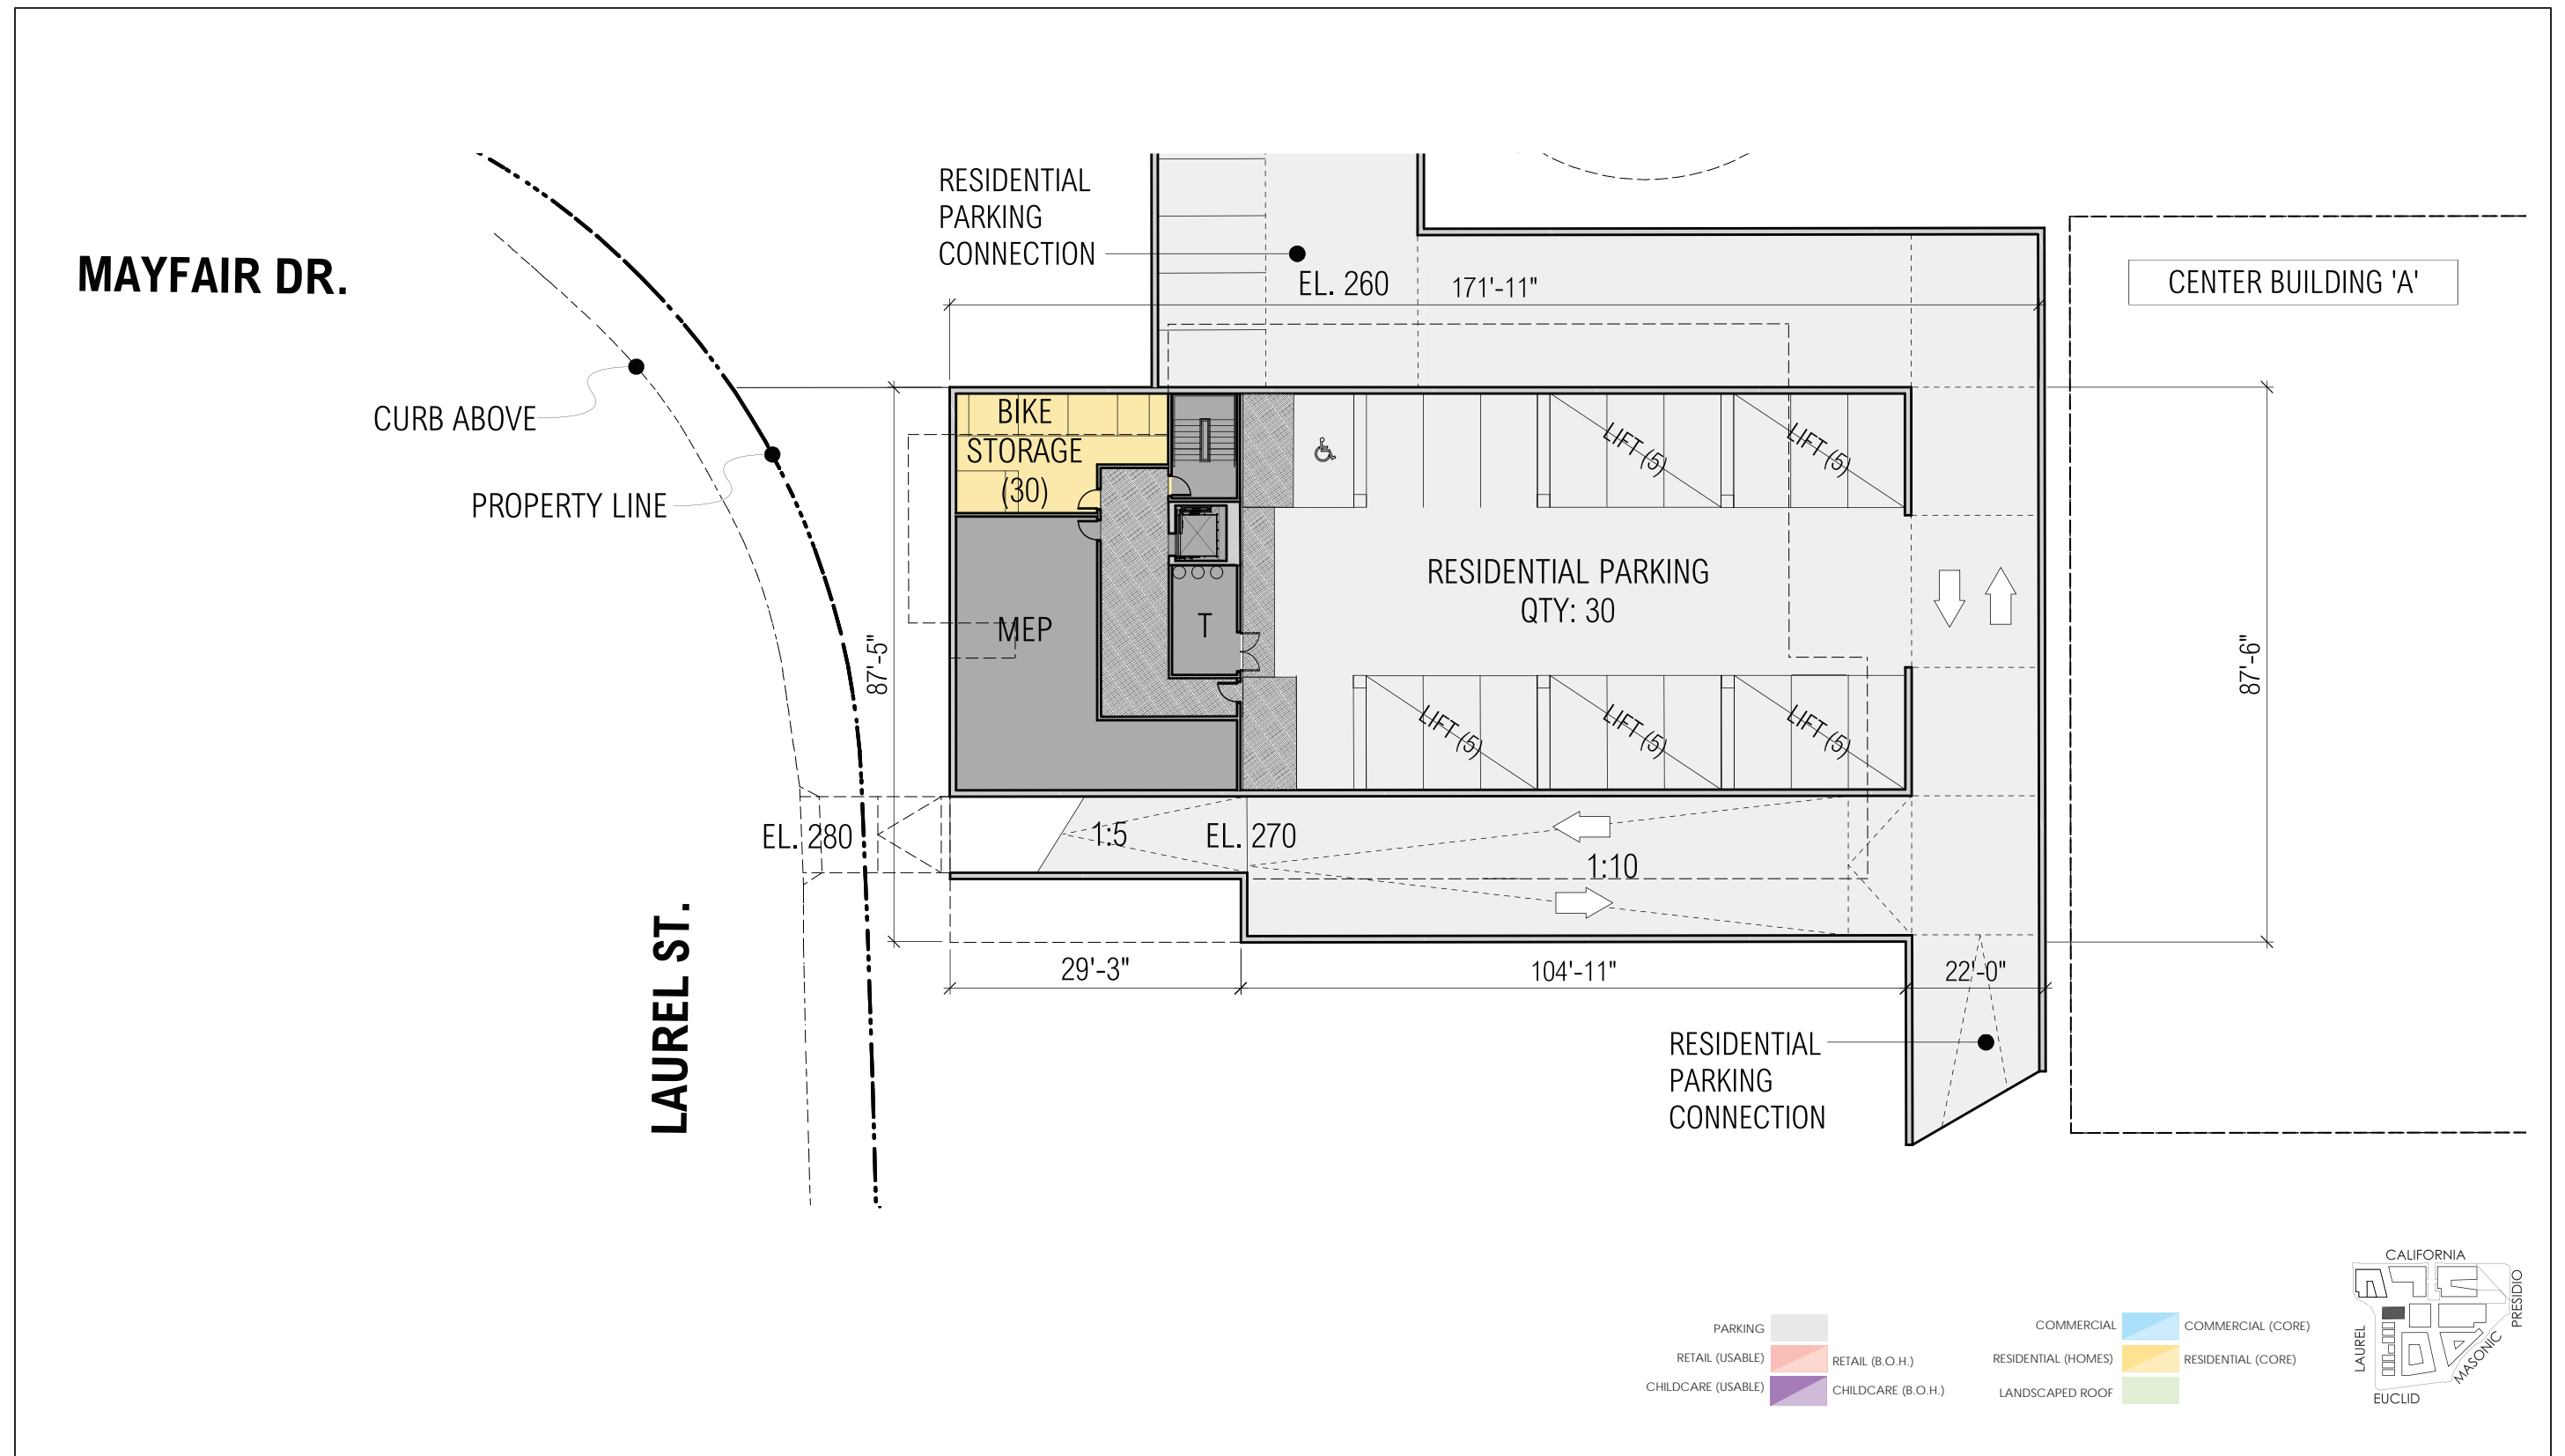 RESIDENTIAL
PARKING
CONNECTION
EL. 260
171'-11"
MAYFAIR DR.
CENTER BUILDING 'A'
CURB ABOVE
PROPERTY LINE
BIKE
STORAGE
(30)
LIFT (5)
LIFT (5)
RESIDENTIAL PARKING
QTY: 30
MEP
T
87'-5"
87'-6"
LIFT (5)
LIFT (5)
LIFT (5)
EL. 280
1:5
EL. 270
1:10
LAUREL ST.
29'-3"
104'-11"
22'-0"
RESIDENTIAL
PARKING
CONNECTION
PARKING
RETAIL (USABLE)
RETAIL (B.O.H.)
CHILDCARE (USABLE)
CHILDCARE (B.O.H.)
COMMERCIAL
COMMERCIAL (CORE)
RESIDENTIAL (HOMES)
RESIDENTIAL (CORE)
LANDSCAPED ROOF
CALIFORNIA
PRESIDIO
LAUREL
MASONIC
EUCLID